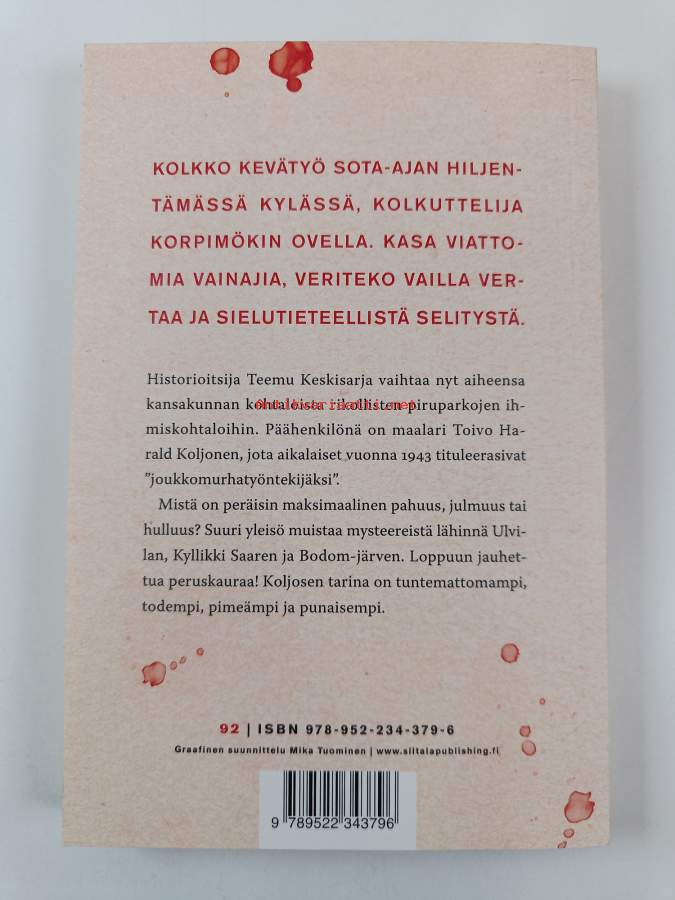 KOLKKO KEVÄTYÖ SOTA-AJAN HILJEN-
TÄMÄSSÄ KYLÄSSÄ, KOLKUTTELIJA
KORPIMÖKIN OVELLA. KASA VIATTO-
MIA VAINAJIA, VERITEKO VAILLA VER-
TAA JA SIELUTIETEELLISTÄ SELITYSTÄ.
Historioitsija Teemu Keskisarja vaihtaa nyt aiheensa
kansakunnan kohtaloista rikollisten piruparkojen ih-
miskohtaloihin. Päähenkilönä on maalari Toivo Ha-
rald Koljonen, jota aikalaiset vuonna 1943 tituleerasivat
”joukkomurhatyöntekijäksi”.
Mistä on peräisin maksimaalinen pahuus, julmuus tai
hulluus? Suuri yleisö muistaa mysteereistä lähinnä Ulvi-
lan, Kyllikki Saaren ja Bodom-järven. Loppuun jauhet-
tua peruskauraa! Koljosen tarina on tuntemattomampi,
todempi, pimeämpi ja punaisempi.
92 | ISBN 978-952-234-379-6
Graafinen suunnittelu Mika Tuominen | www.siltalapublishing.fi
9 789522 343796